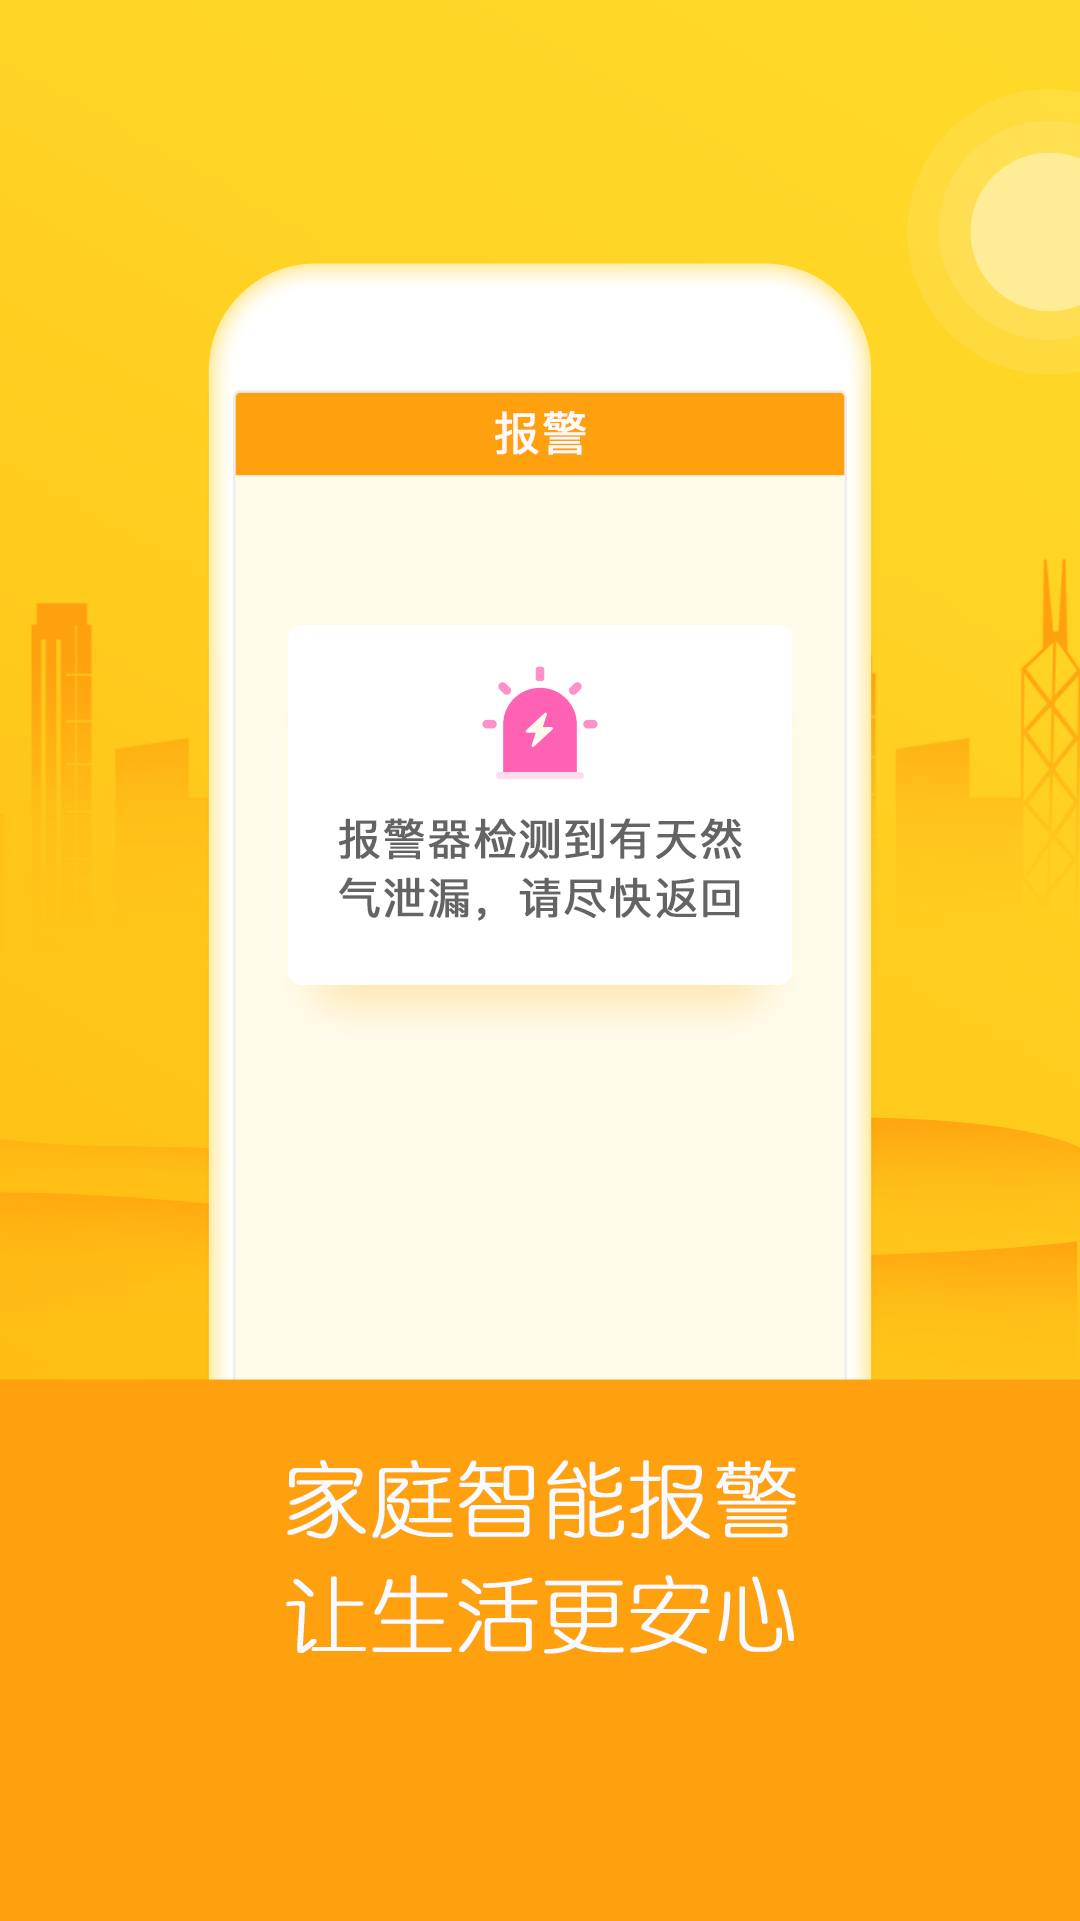 报警
报警器检测到有天然
气泄漏，请尽快返回
家庭智能报警
让生活更安心